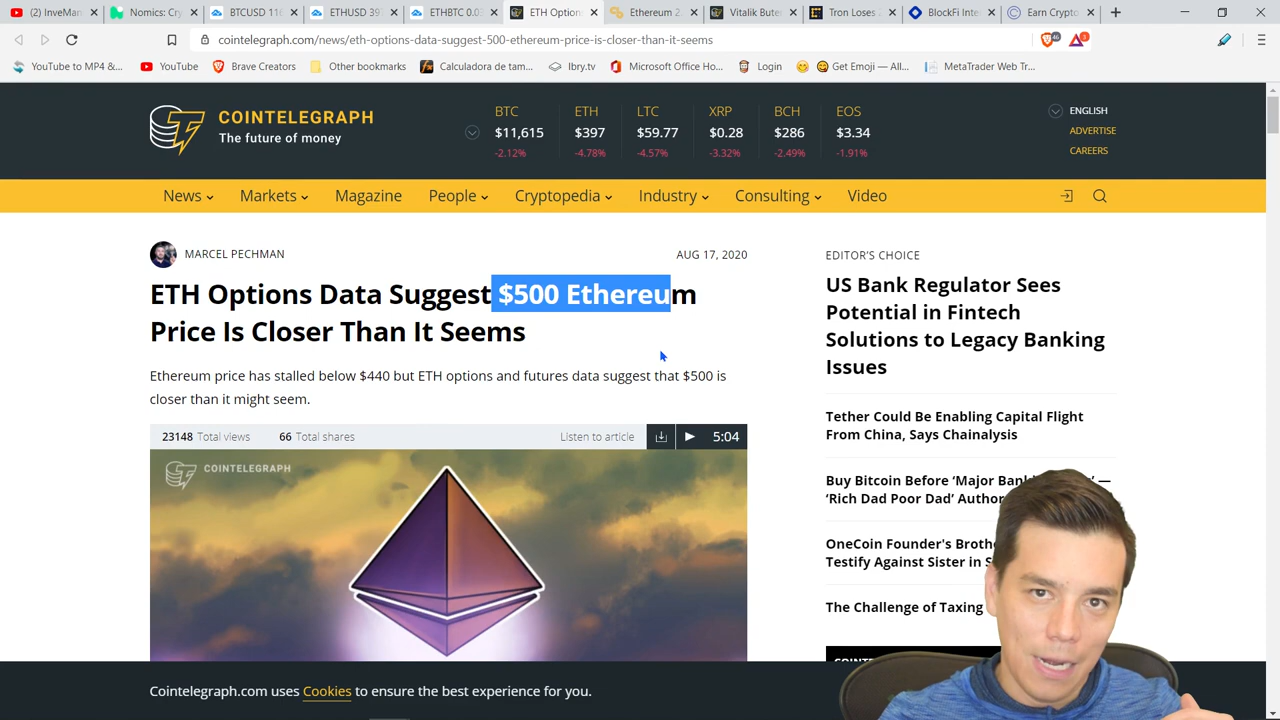 (2) InveMan
Nomics: Cry
BTCUSD 116
ETHUSD 39
ETHBTC 0.03
ETH Option
Ethereum 2.
Vitalik Buter
Tron Loses
BlockFi Inte
Earn Crypto
cointelegraph.com/news/eth-options-data-suggest-500-ethereum-price-is-closer-than-it-seems
YouTube to MP4 &...
YouTube
Brave Creators
Other bookmarks
Calculadora de tam...
lbry.tv
Microsoft Office Ho...
Login
Get Emoji — All...
MetaTrader Web Tr...
COINTELEGRAPH
The future of money
BTC ETH LTC XRP BCH EOS
$11,615 $397 $59.77 $0.28 $286 $3.34
-2.12% -4.78% -4.57% -3.32% -2.49% -1.91%
ENGLISH
ADVERTISE
CAREERS
News Markets Magazine People Cryptopedia Industry Consulting Video
MARCEL PECHMAN
AUG 17, 2020
ETH Options Data Suggest $500 Ethereum
Price Is Closer Than It Seems
Ethereum price has stalled below $440 but ETH options and futures data suggest that $500 is
closer than it might seem.
23148 Total views 66 Total shares Listen to article 5:04
COINTELEGRAPH
EDITOR'S CHOICE
US Bank Regulator Sees
Potential in Fintech
Solutions to Legacy Banking
Issues
Tether Could Be Enabling Capital Flight
From China, Says Chainalysis
Buy Bitcoin Before 'Major Bank
'Rich Dad Poor Dad' Author
OneCoin Founder's Brothe
Testify Against Sister in S
The Challenge of Taxing
Cointelegraph.com uses Cookies to ensure the best experience for you.